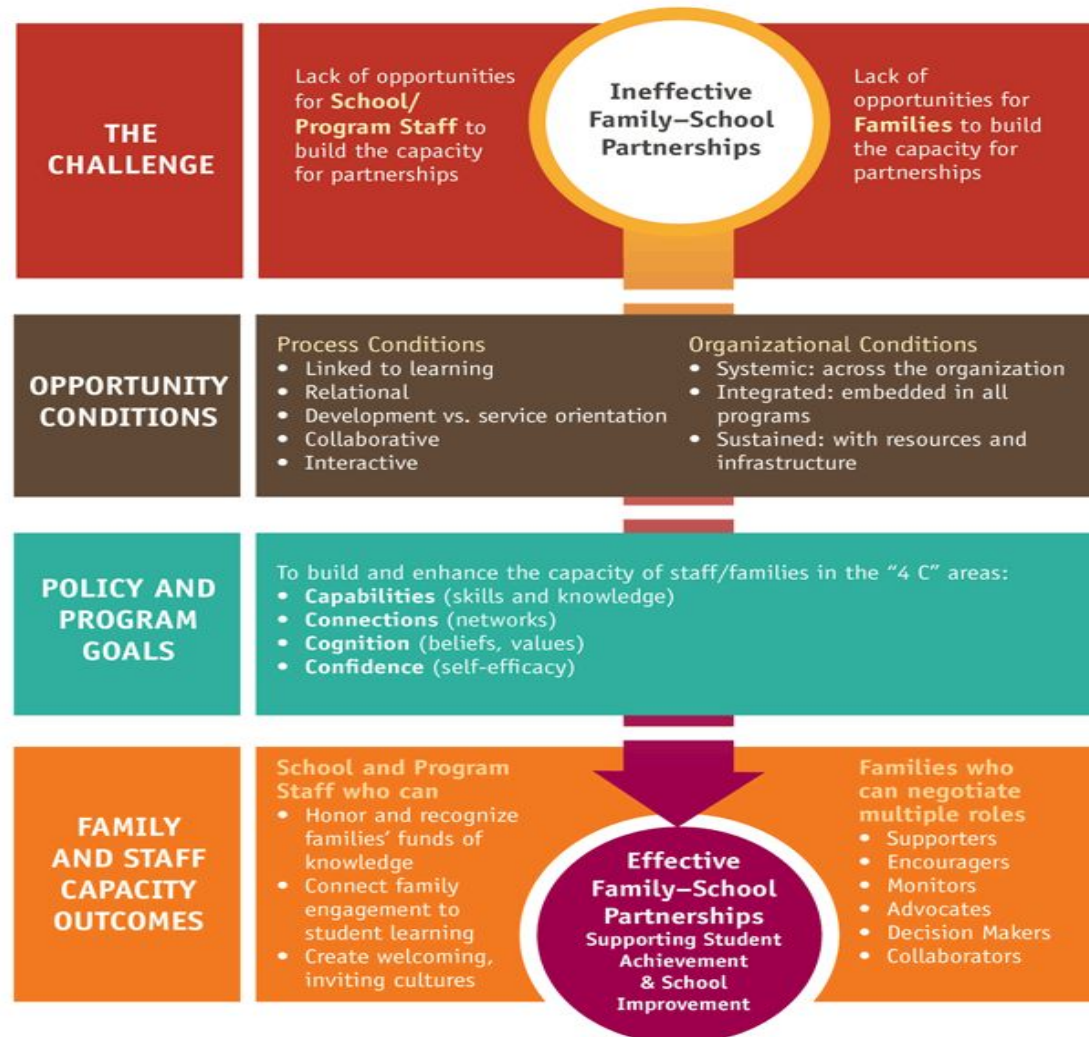 THE
CHALLENGE
Lack of opportunities
for School/
Program Staff to
build the capacity
for partnerships
Ineffective
Family–School
Partnerships
Lack of
opportunities for
Families to build
the capacity for
partnerships
OPPORTUNITY
CONDITIONS
Process Conditions
• Linked to learning
• Relational
• Development vs. service orientation
• Collaborative
• Interactive
Organizational Conditions
• Systemic: across the organization
• Integrated: embedded in all
programs
• Sustained: with resources and
infrastructure
POLICY AND
PROGRAM
GOALS
To build and enhance the capacity of staff/families in the “4 C” areas:
• Capabilities (skills and knowledge)
• Connections (networks)
• Cognition (beliefs, values)
• Confidence (self-efficacy)
FAMILY
AND STAFF
CAPACITY
OUTCOMES
School and Program
Staff who can
• Honor and recognize
families’ funds of
knowledge
• Connect family
engagement to
student learning
• Create welcoming,
inviting cultures
Effective
Family–School
Partnerships
Supporting Student
Achievement
& School
Improvement
Families who
can negotiate
multiple roles
• Supporters
• Encouragers
• Monitors
• Advocates
• Decision Makers
• Collaborators